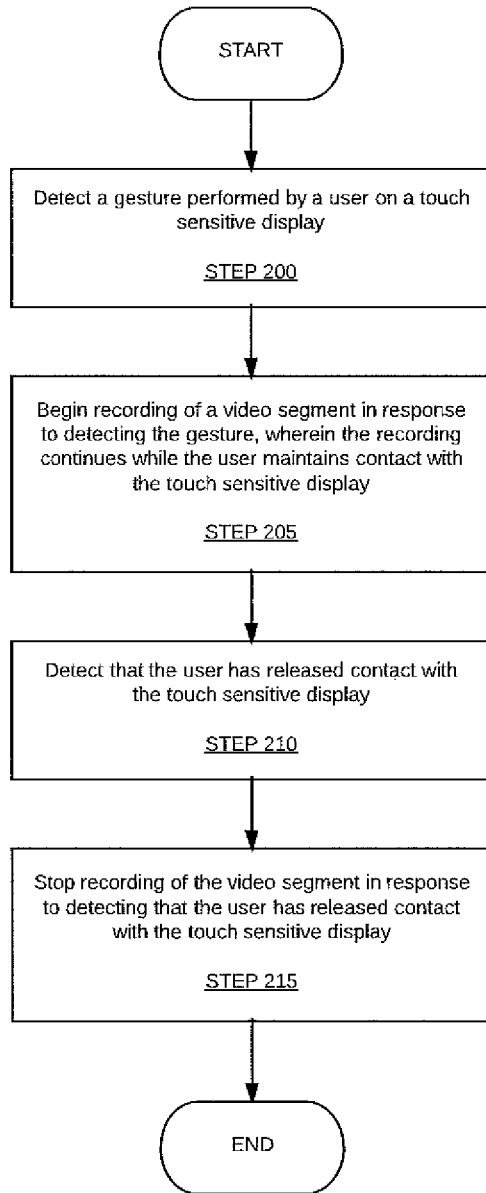 START
Detect a gesture performed by a user on a touch
sensitive display
STEP 200
Begin recording of a video segment in response
to detecting the gesture, wherein the recording
continues while the user maintains contact with
the touch sensitive display
STEP 205
Detect that the user has released contact with
the touch sensitive display
STEP 210
Stop recording of the video segment in response
to detecting that the user has released contact
with the touch sensitive display
STEP 215
END